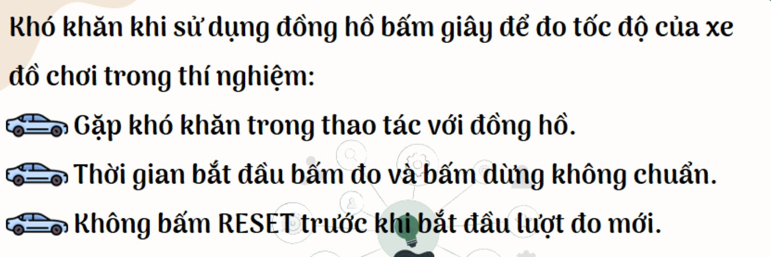 Khó khăn khi sử dụng đồng hồ bấm giây để đo tốc độ của xe
đồ chơi trong thí nghiệm:
Gặp khó khăn trong thao tác với đồng hồ.
Thời gian bắt đầu bấm đo và bấm dừng không chuẩn.
Không bấm RESET trước khi bắt đầu lượt đo mới.